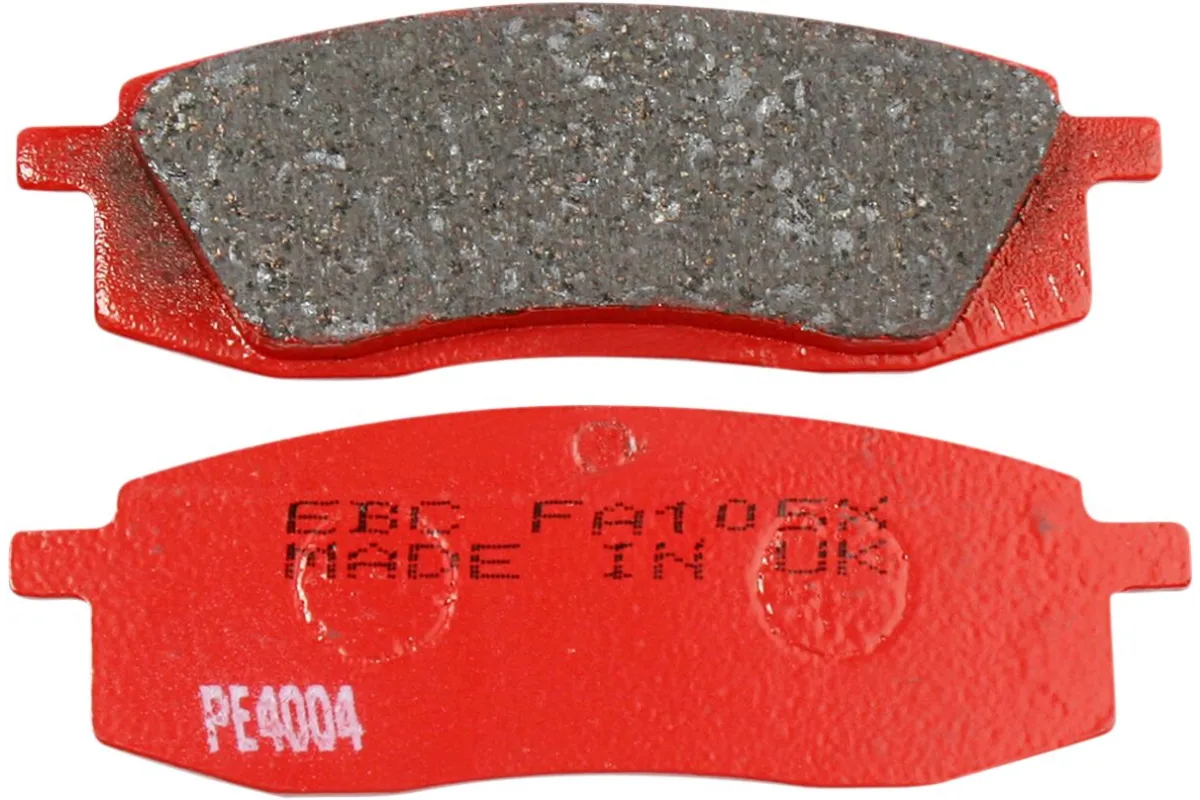 EBC FA105X
MADE IN UK
PE4004